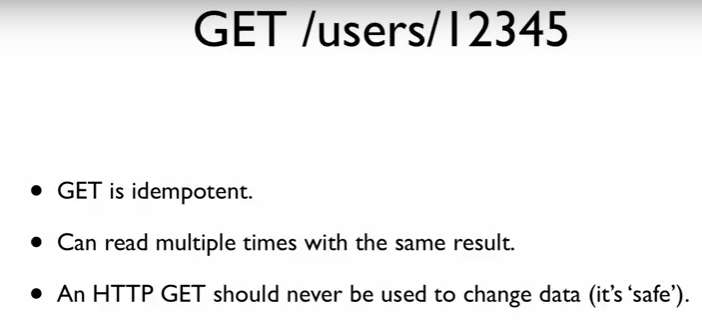 GET /users/12345
• GET is idempotent.
• Can read multiple times with the same result.
• An HTTP GET should never be used to change data (it’s ‘safe’).